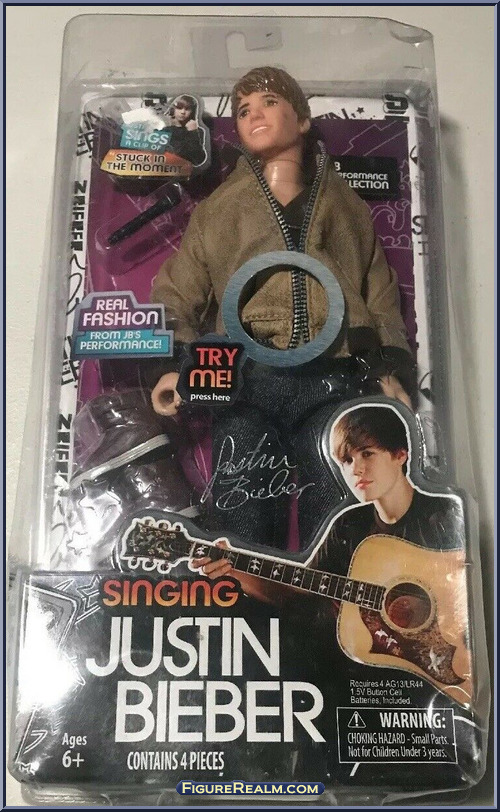 SINGS
A CLIP OF
STUCK IN
THE MOMENT
JB
PERFORMANCE
COLLECTION
REAL
FASHION
FROM JB'S
PERFORMANCE!
TRY
ME!
press here
Justin
Bieber
SINGING
JUSTIN
BIEBER
Requires 4 AG13/LR44
1.5V Button Cell
Batteries, Included.
WARNING:
CHOKING HAZARD - Small Parts.
Not for Children Under 3 years.
Ages
6+
CONTAINS 4 PIECES
FIGUREREALM.COM